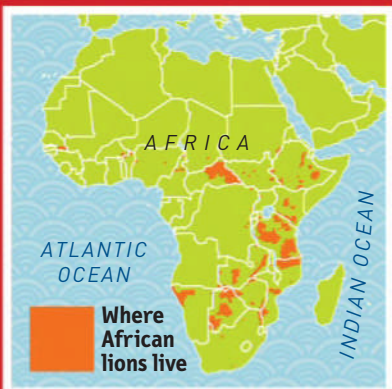 AFRICA
ATLANTIC
OCEAN
INDIAN OCEAN
Where
African
lions live